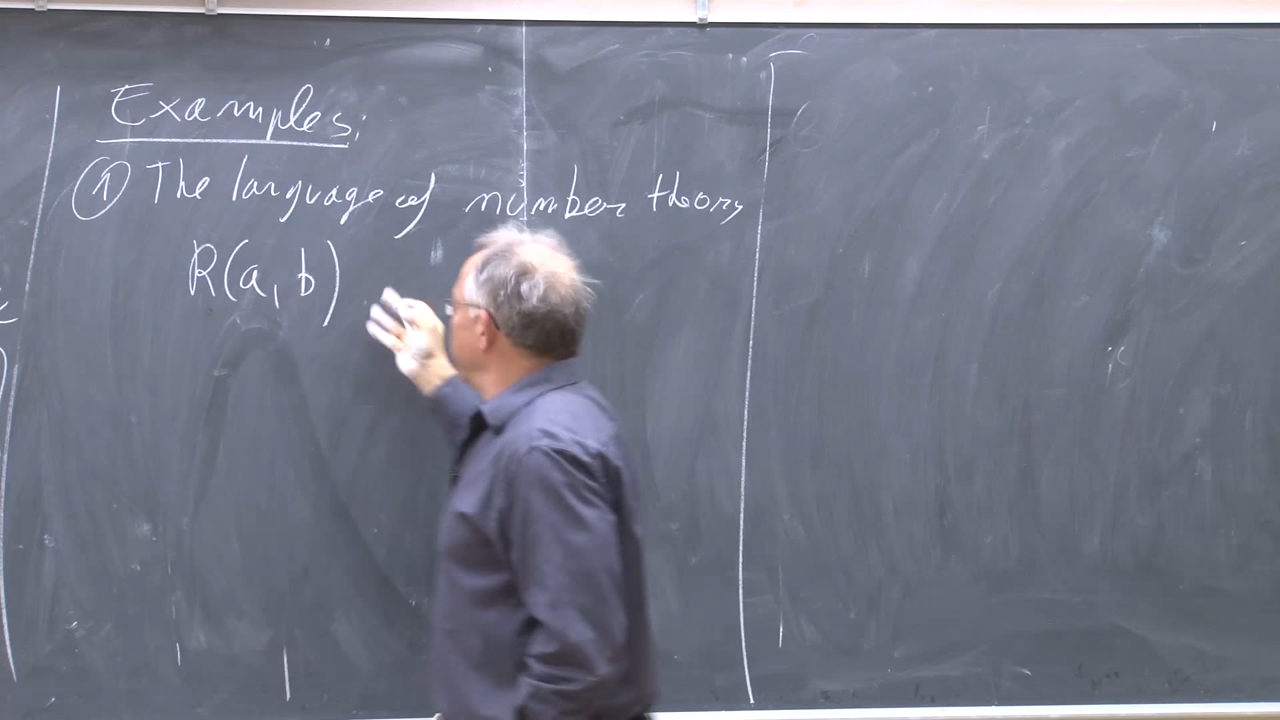 Examples:
① The language of number theory
R(a, b)